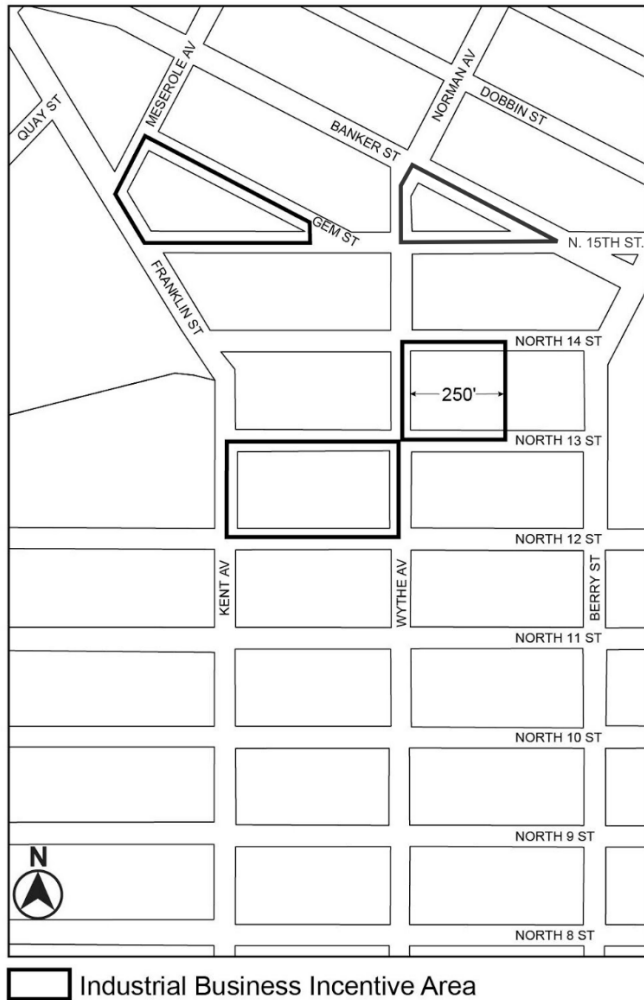 MESEROLE AV
NORMAN AV
DOBBIN ST
QUAY ST
BANKER ST
GEM ST
N. 15TH ST.
FRANKLIN ST
NORTH 14 ST
250'
NORTH 13 ST
NORTH 12 ST
KENT AV
WYTHE AV
BERRY ST
NORTH 11 ST
NORTH 10 ST
NORTH 9 ST
N
NORTH 8 ST
Industrial Business Incentive Area